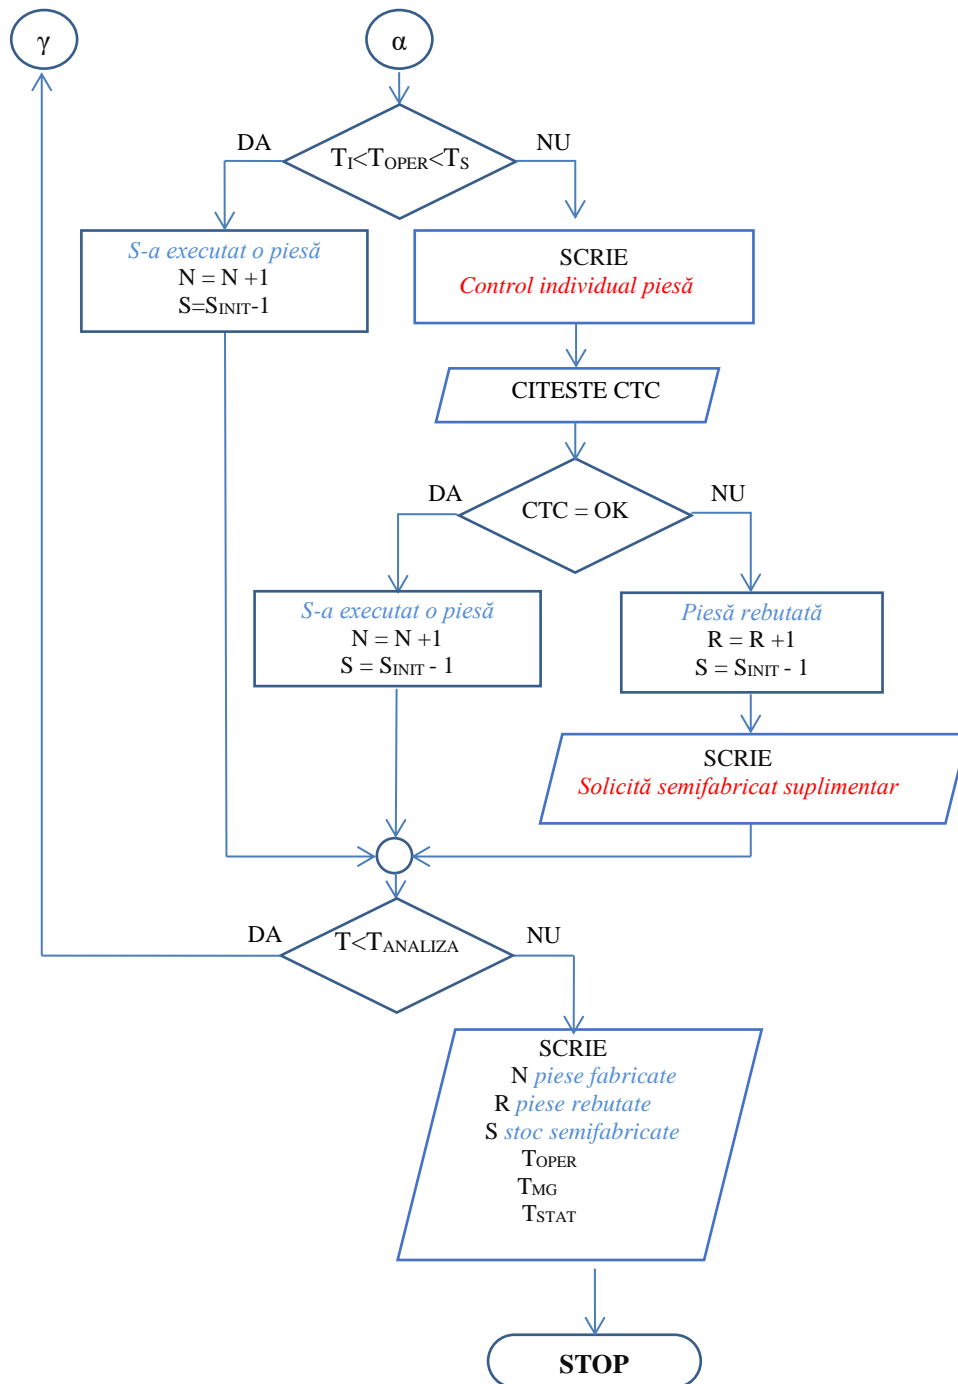 γ
α
DA
NU
TI<TOPER<TS
S-a executat o piesă
N = N +1
S=SINIT-1
SCRIE
Control individual piesă
CITESTE CTC
DA
NU
CTC = OK
S-a executat o piesă
N = N +1
S = SINIT - 1
Piesă rebutată
R = R +1
S = SINIT - 1
SCRIE
Solicită semifabricat suplimentar
DA
NU
T<TANALIZA
SCRIE
N piese fabricate
R piese rebutate
S stoc semifabricate
TOPER
TMG
TSTAT
STOP